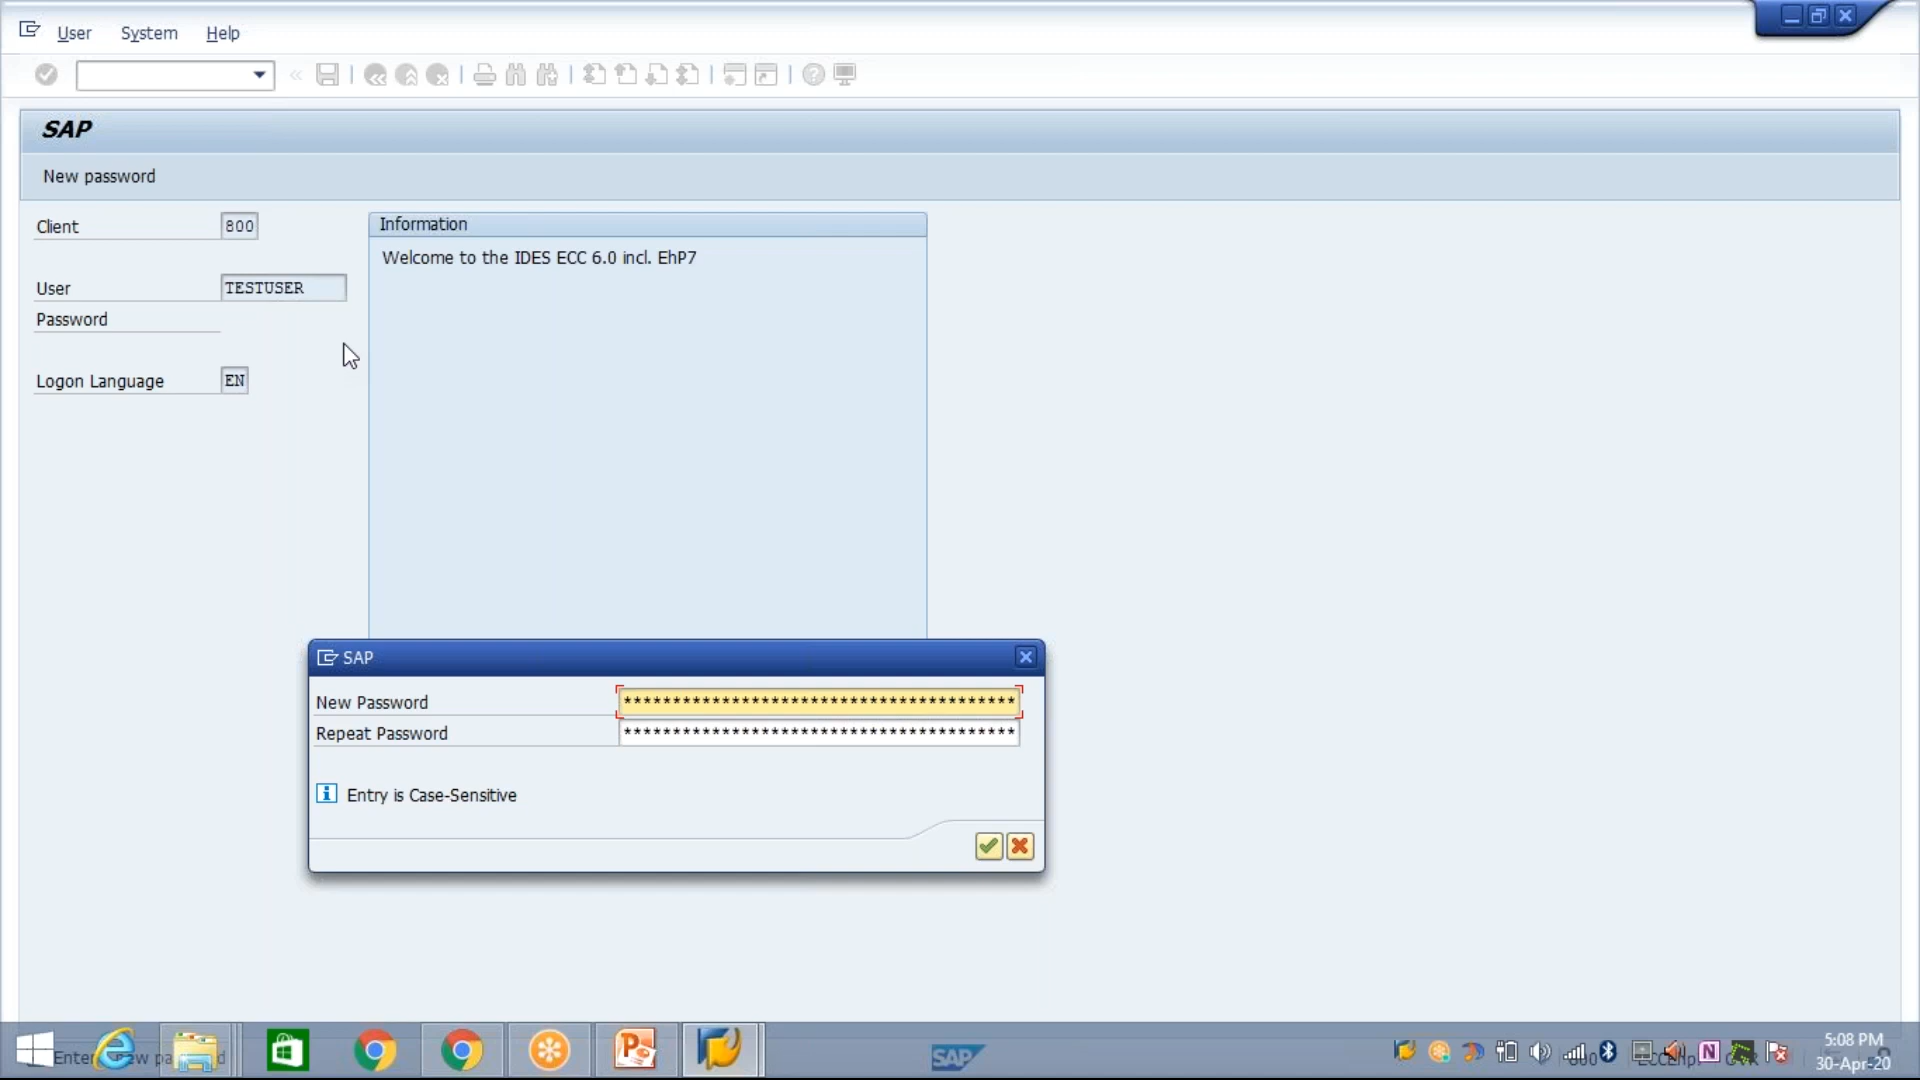 User System Help
SAP
New password
Client 800
Information
Welcome to the IDES ECC 6.0 incl. EhP7
User TESTUSER
Password
Logon Language EN
SAP
New Password ****************************************
Repeat Password ****************************************
Entry is Case-Sensitive
SAP
5:08 PM
30-Apr-20